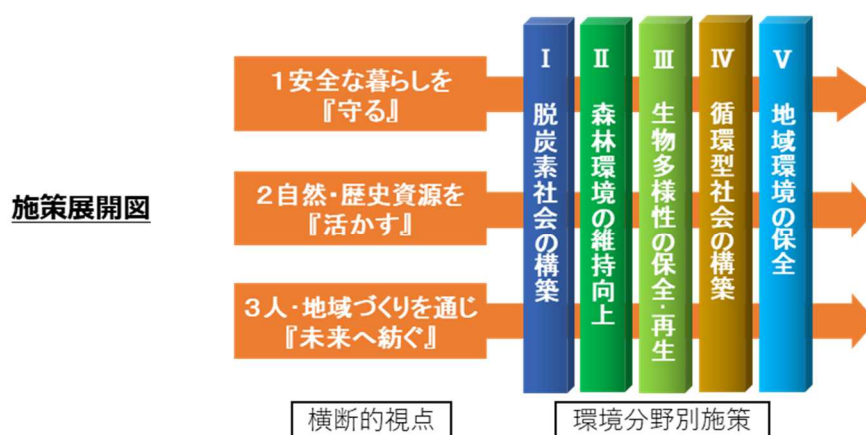 施策展開図
1安全な暮らしを
『守る』
2自然・歴史資源を
『活かす』
3人・地域づくりを通じ
『未来へ紡ぐ』
Ⅰ 脱炭素社会の構築
Ⅱ 森林環境の維持向上
Ⅲ 生物多様性の保全・再生
Ⅳ 循環型社会の構築
Ⅴ 地域環境の保全
横断的視点
環境分野別施策